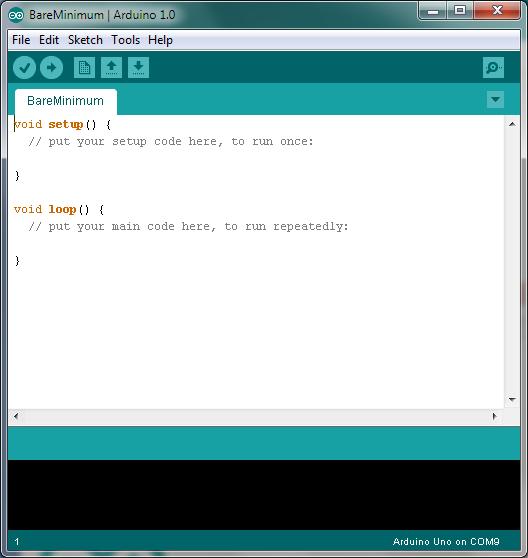 BareMinimum | Arduino 1.0
File Edit Sketch Tools Help
BareMinimum
void setup() {
  // put your setup code here, to run once:
}
void loop() {
  // put your main code here, to run repeatedly:
}
1
Arduino Uno on COM9